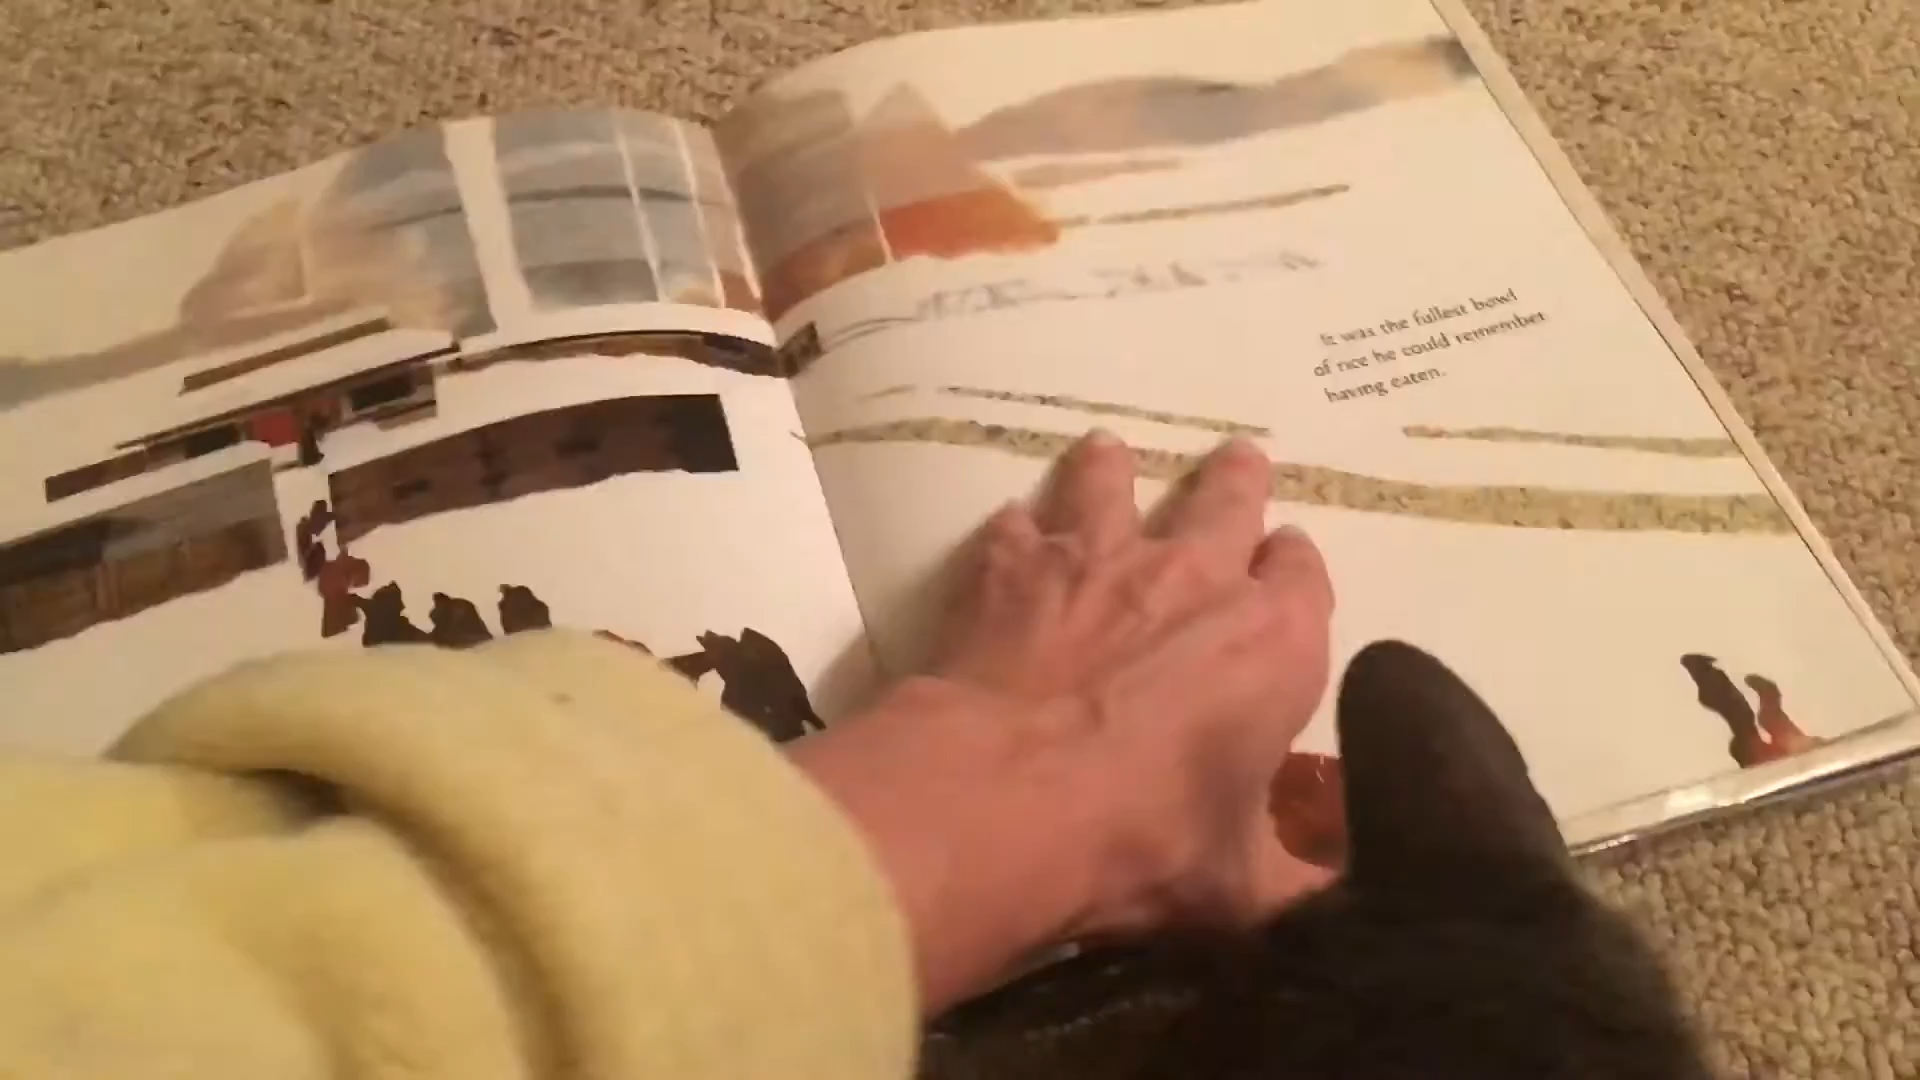 It was the fullest bowl
of rice he could remember
having eaten.